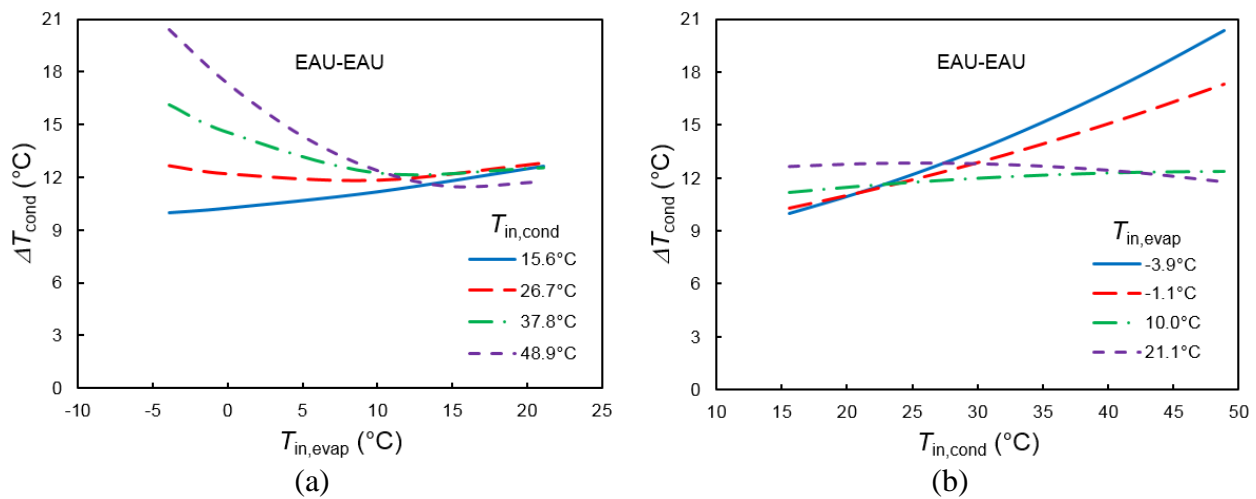 21
18
15
12
9
6
3
0
ΔTcond (°C)
EAU-EAU
Tin,cond
15.6°C
26.7°C
37.8°C
48.9°C
-10 -5 0 5 10 15 20 25
Tin,evap (°C)
(a)
21
18
15
12
9
6
3
0
ΔTcond (°C)
EAU-EAU
Tin,evap
-3.9°C
-1.1°C
10.0°C
21.1°C
10 15 20 25 30 35 40 45 50
Tin,cond (°C)
(b)